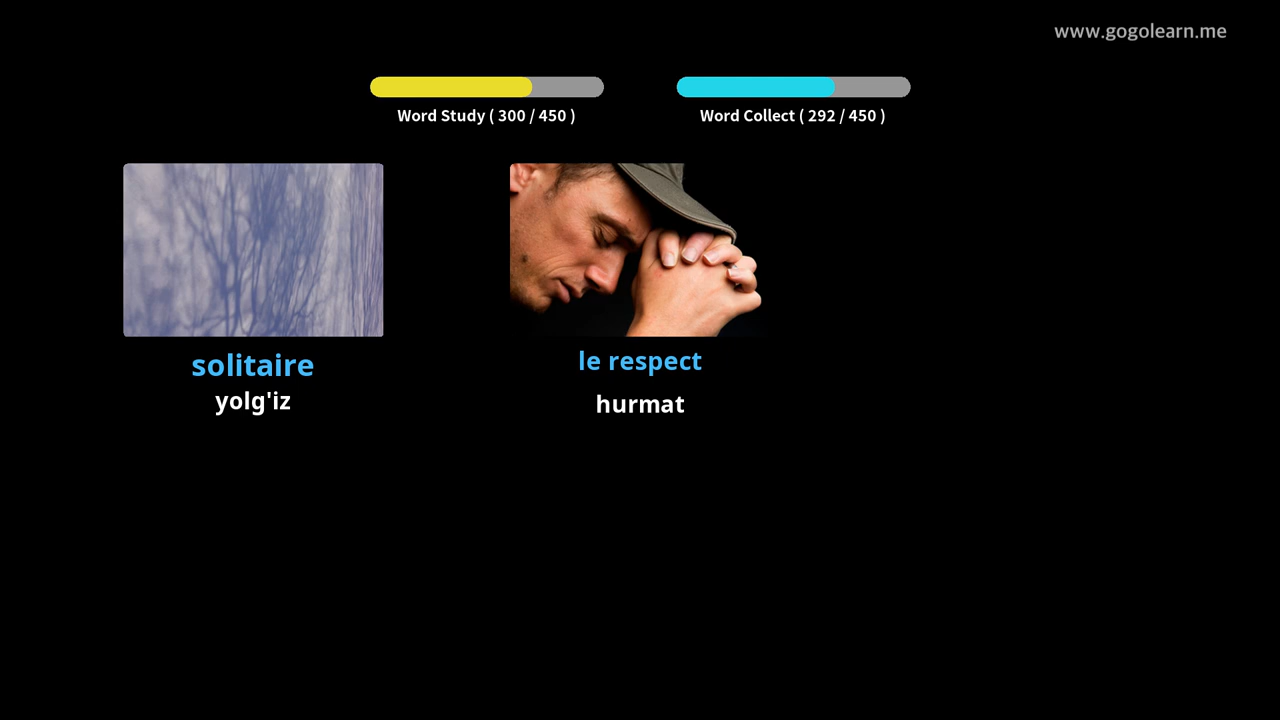 www.gogolearn.me
Word Study ( 300 / 450 )
Word Collect ( 292 / 450 )
solitaire
yolg'iz
le respect
hurmat